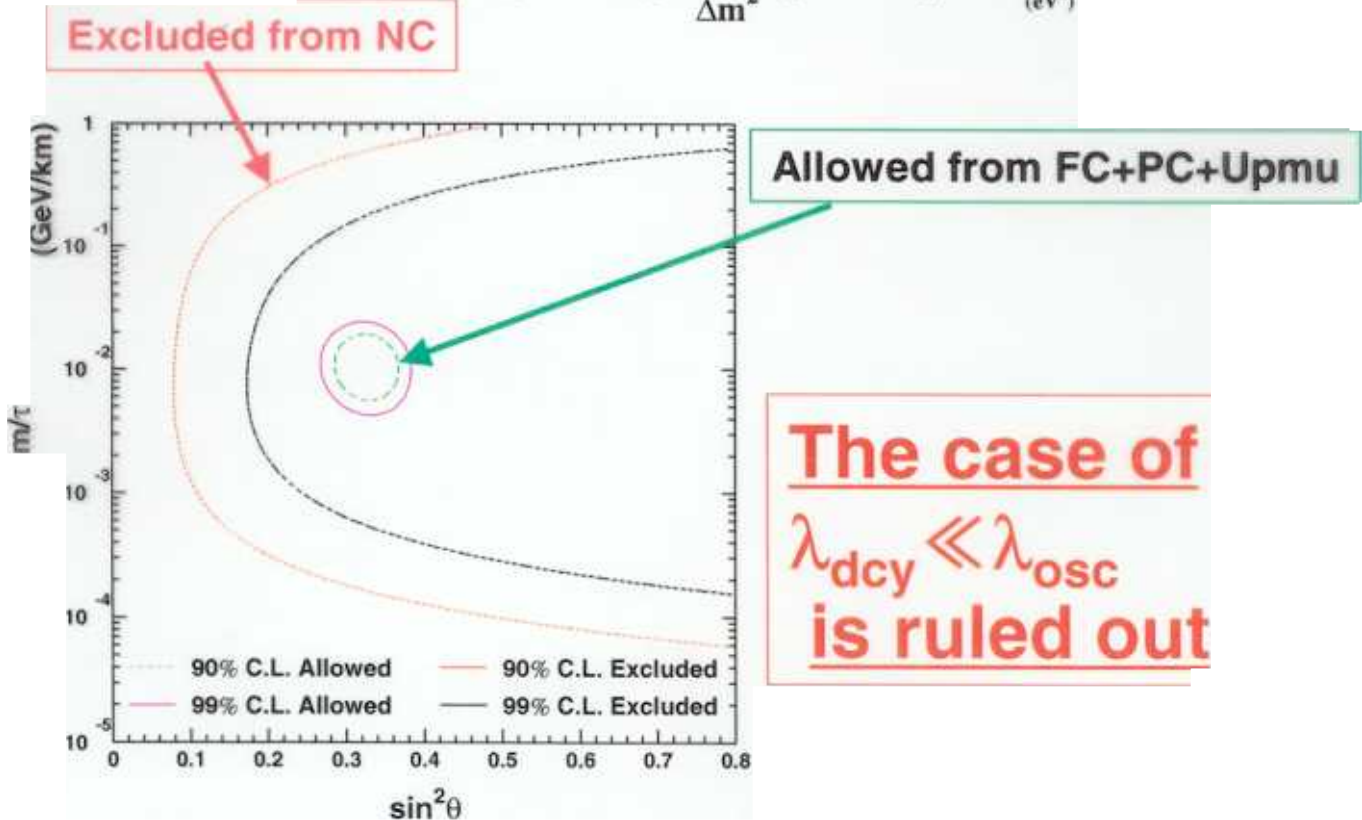 Δm²
(eV²)
Excluded from NC
Allowed from FC+PC+Upmu
m/τ (GeV/km)
1
10⁻¹
10⁻²
10⁻³
10⁻⁴
10⁻⁵
90% C.L. Allowed 90% C.L. Excluded
99% C.L. Allowed 99% C.L. Excluded
0 0.1 0.2 0.3 0.4 0.5 0.6 0.7 0.8
sin²θ
The case of
λdcy ≪ λosc
is ruled out